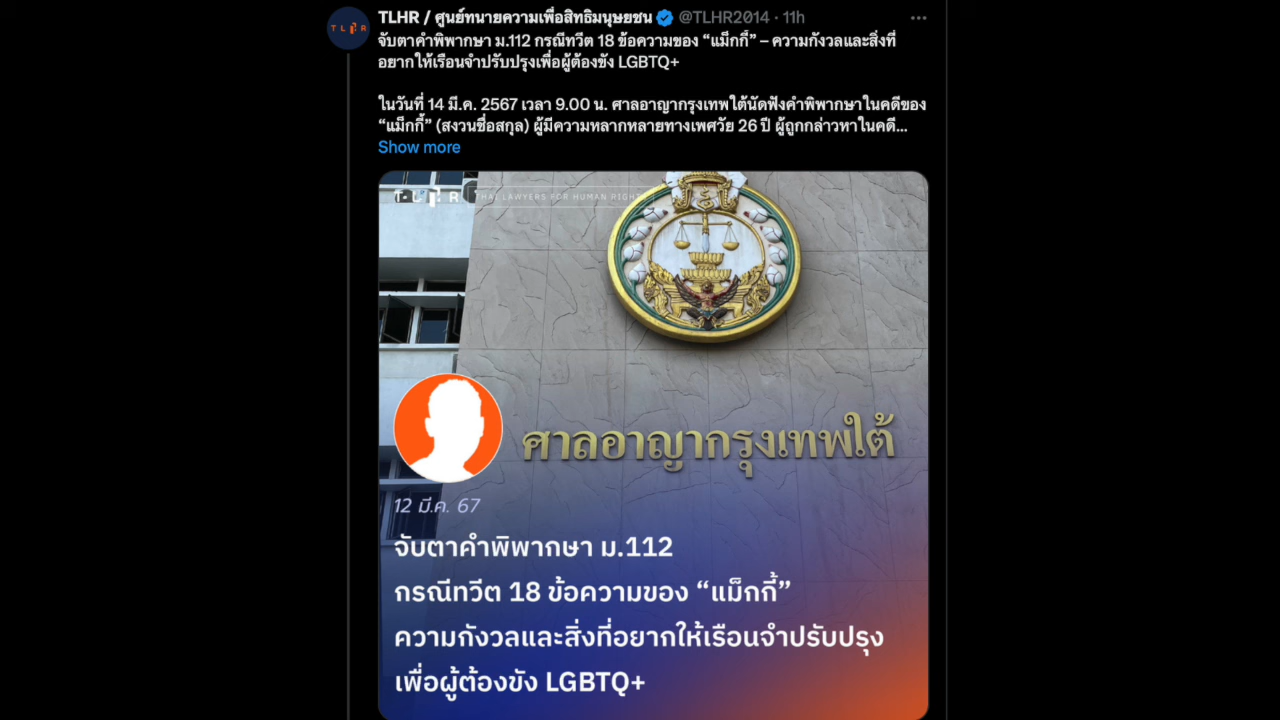 TLHR / ศูนย์ทนายความเพื่อสิทธิมนุษยชน @TLHR2014 · 11h
จับตาคำพิพากษา ม.112 กรณีทวีต 18 ข้อความของ “แม็กกี้” – ความกังวลและสิ่งที่
อยากให้เรือนจำปรับปรุงเพื่อผู้ต้องขัง LGBTQ+
ในวันที่ 14 มี.ค. 2567 เวลา 9.00 น. ศาลอาญากรุงเทพใต้นัดฟังคำพิพากษาในคดีของ
“แม็กกี้” (สงวนชื่อสกุล) ผู้มีความหลากหลายทางเพศวัย 26 ปี ผู้ถูกกล่าวหาในคดี...
Show more
TLHR THAI LAWYERS FOR HUMAN RIGHTS
ศาลอาญากรุงเทพใต้
12 มี.ค. 67
จับตาคำพิพากษา ม.112
กรณีทวีต 18 ข้อความของ “แม็กกี้”
ความกังวลและสิ่งที่อยากให้เรือนจำปรับปรุง
เพื่อผู้ต้องขัง LGBTQ+